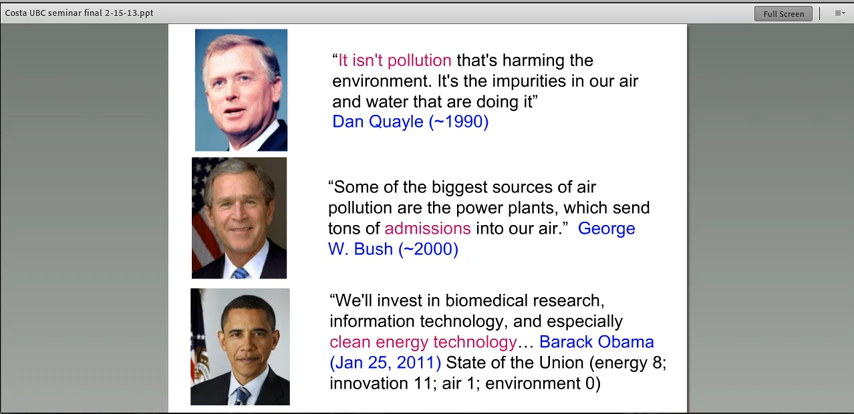 Costa UBC seminar final 2-15-13.ppt
Full Screen
“It isn't pollution that's harming the
environment. It's the impurities in our air
and water that are doing it”
Dan Quayle (~1990)
“Some of the biggest sources of air
pollution are the power plants, which send
tons of admissions into our air.” George
W. Bush (~2000)
“We'll invest in biomedical research,
information technology, and especially
clean energy technology… Barack Obama
(Jan 25, 2011) State of the Union (energy 8;
innovation 11; air 1; environment 0)